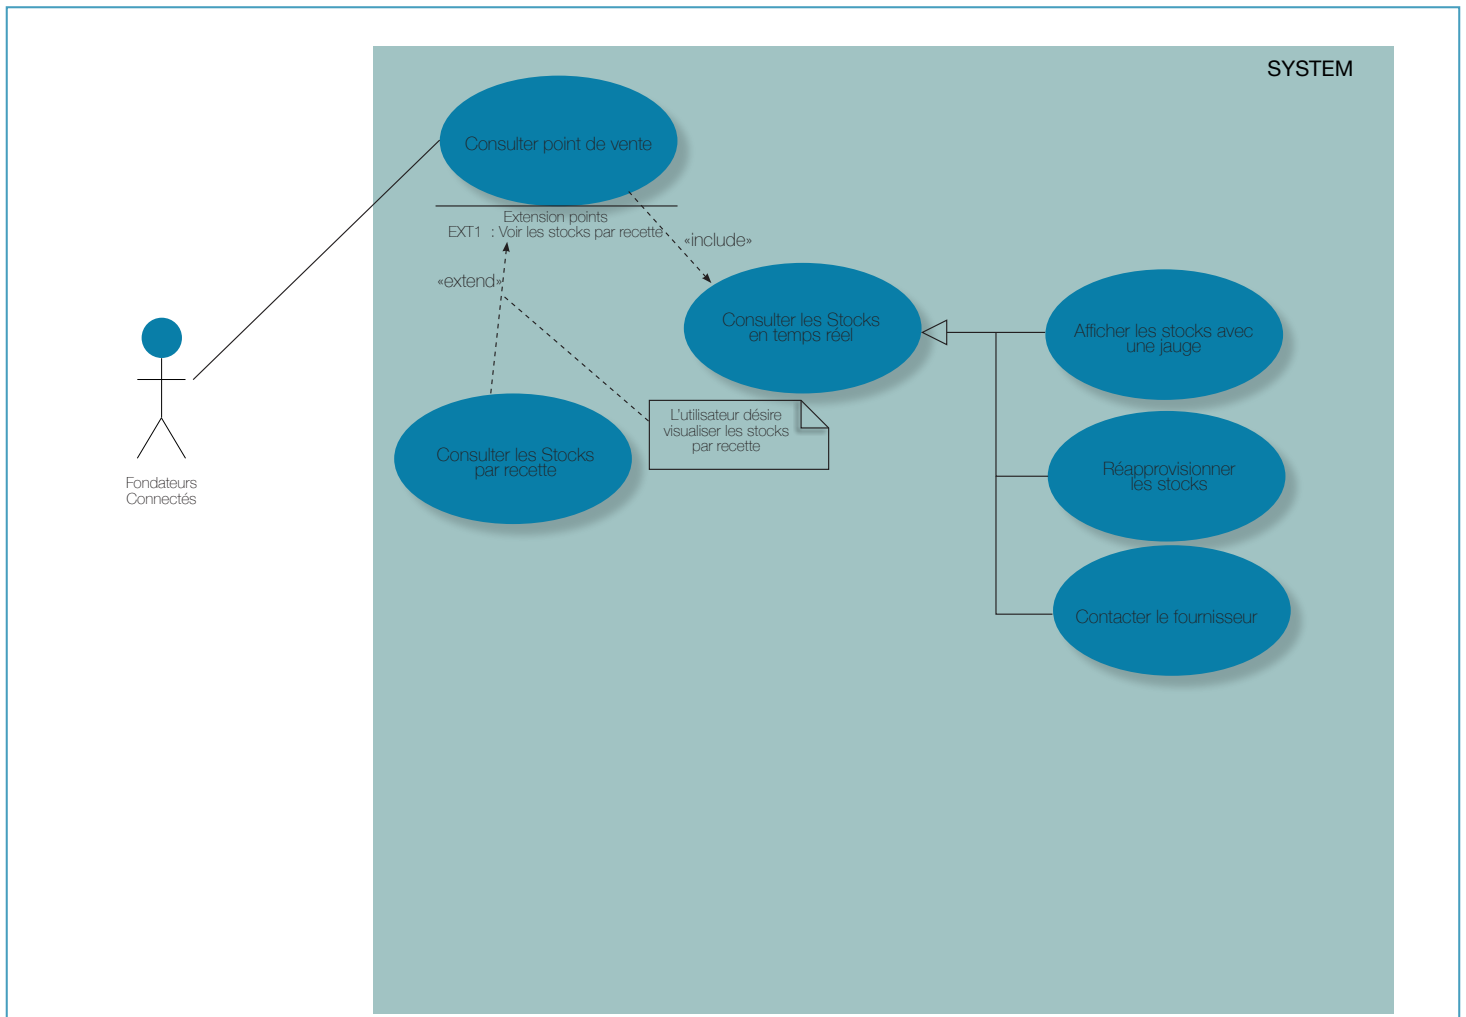 SYSTEM
Consulter point de vente
Extension points
EXT1 : Voir les stocks par recette
«include»
«extend»
Consulter les Stocks
en temps réel
Afficher les stocks avec
une jauge
L'utilisateur désire
visualiser les stocks
par recette
Consulter les Stocks
par recette
Réapprovisionner
les stocks
Fondateurs
Connectés
Contacter le fournisseur